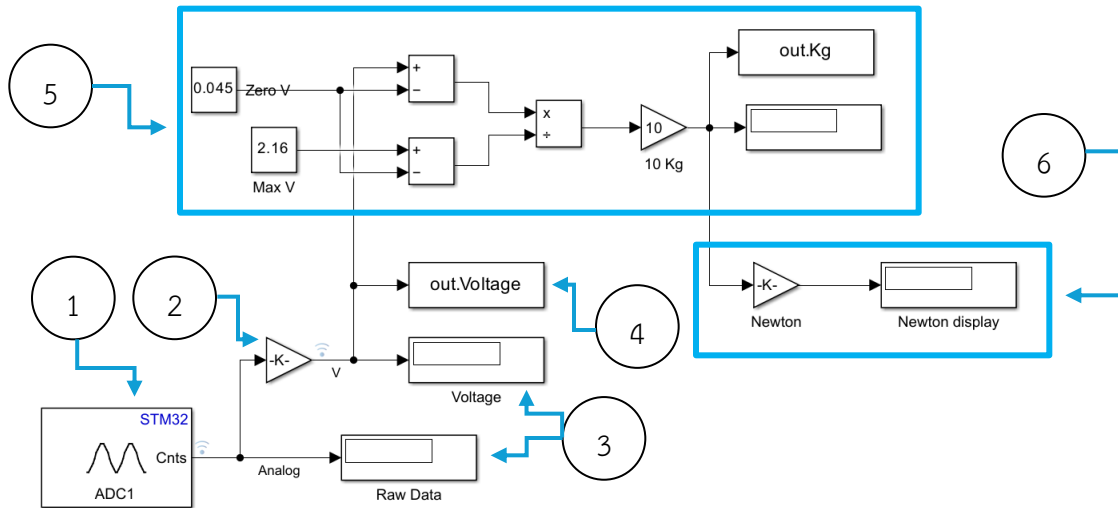 out.Kg
5
+
−
0.045
Zero V
x
÷
10
10 Kg
2.16
Max V
+
−
6
1
2
out.Voltage
4
-K-
Newton
Newton display
-K-
V
Voltage
3
STM32
Cnts
ADC1
Analog
Raw Data